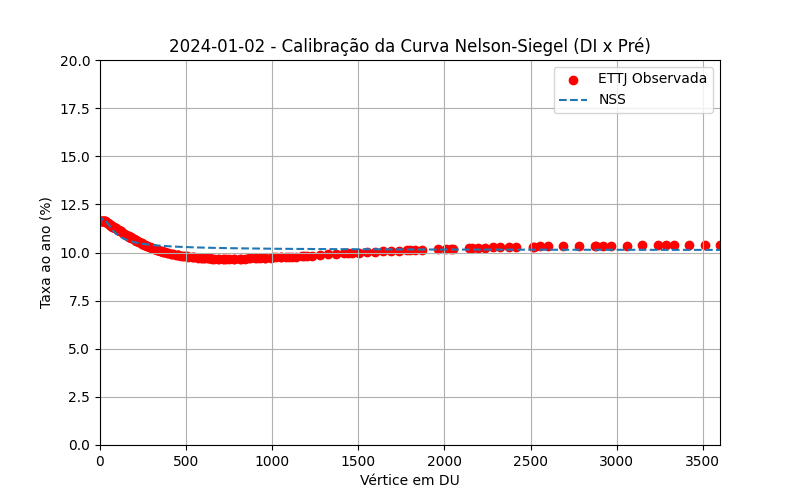 2024-01-02 - Calibração da Curva Nelson-Siegel (DI x Pré)
ETTJ Observada
NSS
Taxa ao ano (%)
20.0
17.5
15.0
12.5
10.0
7.5
5.0
2.5
0.0
0 500 1000 1500 2000 2500 3000 3500
Vértice em DU